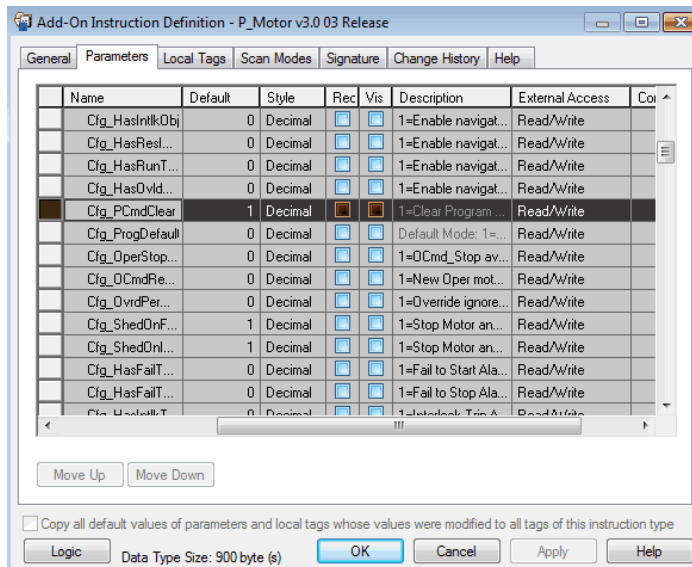 Add-On Instruction Definition - P_Motor v3.0 03 Release
General Parameters Local Tags Scan Modes Signature Change History Help
Name Default Style Req Vis Description External Access Con
Cfg_HasIntlkObj 0 Decimal 1=Enable navigat... Read/Write
Cfg_HasResI... 0 Decimal 1=Enable navigat... Read/Write
Cfg_HasRunT... 0 Decimal 1=Enable navigat... Read/Write
Cfg_HasOvld... 0 Decimal 1=Enable navigat... Read/Write
Cfg_PCmdClear 1 Decimal 1=Clear Program ... Read/Write
Cfg_ProgDefault 0 Decimal Default Mode: 1=... Read/Write
Cfg_OperStop... 0 Decimal 1=OCmd_Stop av... Read/Write
Cfg_OCmdRe... 0 Decimal 1=New Oper mot... Read/Write
Cfg_OvrdPer... 0 Decimal 1=Override ignore... Read/Write
Cfg_ShedOnF... 1 Decimal 1=Stop Motor an... Read/Write
Cfg_ShedOnI... 1 Decimal 1=Stop Motor an... Read/Write
Cfg_HasFailT... 0 Decimal 1=Fail to Start Ala... Read/Write
Cfg_HasFailT... 0 Decimal 1=Fail to Stop Ala... Read/Write
Cfg_HasIntlkT... 0 Decimal 1=Interlock Trip A... Read/Write
Move Up Move Down
Copy all default values of parameters and local tags whose values were modified to all tags of this instruction type
Logic Data Type Size: 900 byte (s) OK Cancel Apply Help